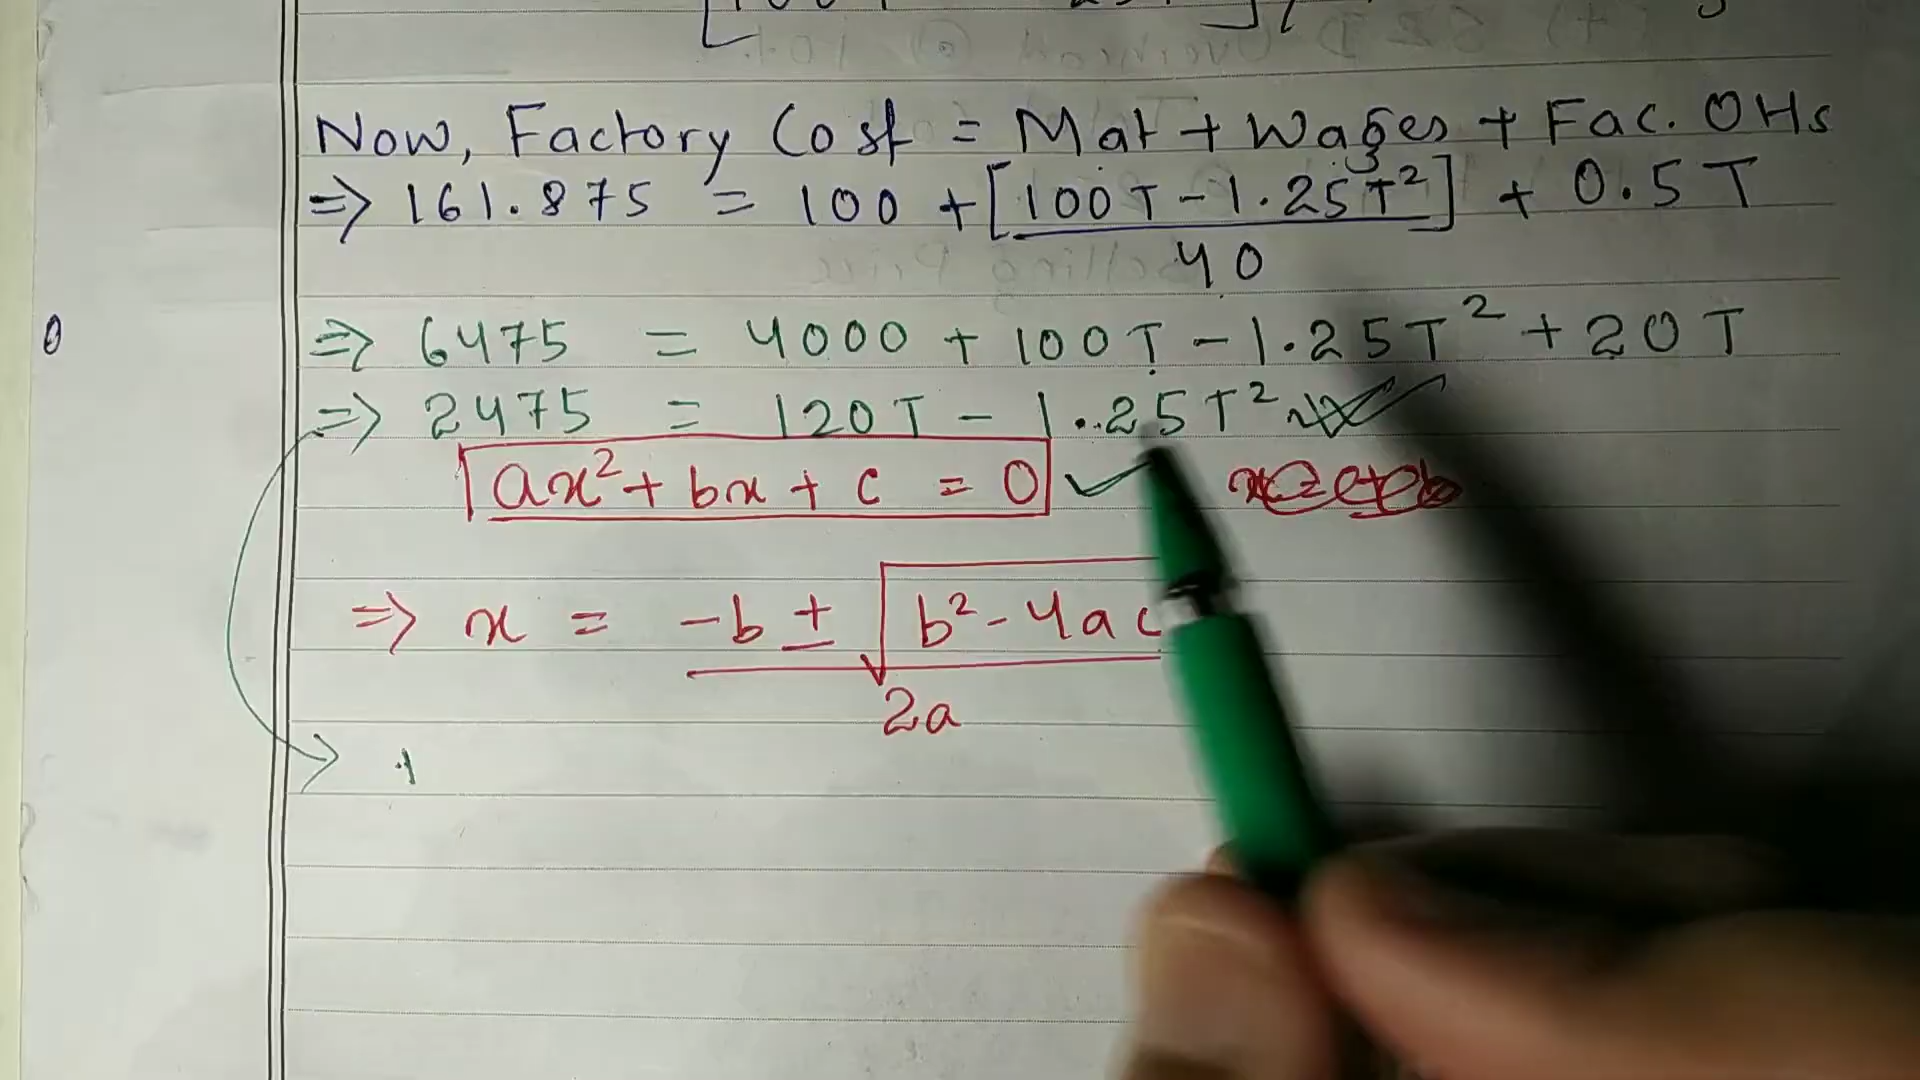 Now, Factory Cost = Mat + Wages + Fac. OHs
=> 161.875 = 100 + [100T - 1.25T²] + 0.5T
40
=> 6475 = 4000 + 100T - 1.25T² + 20T
=> 2475 = 120T - 1.25T²
ax² + bx + c = 0
=> x = -b ± √b² - 4ac
2a